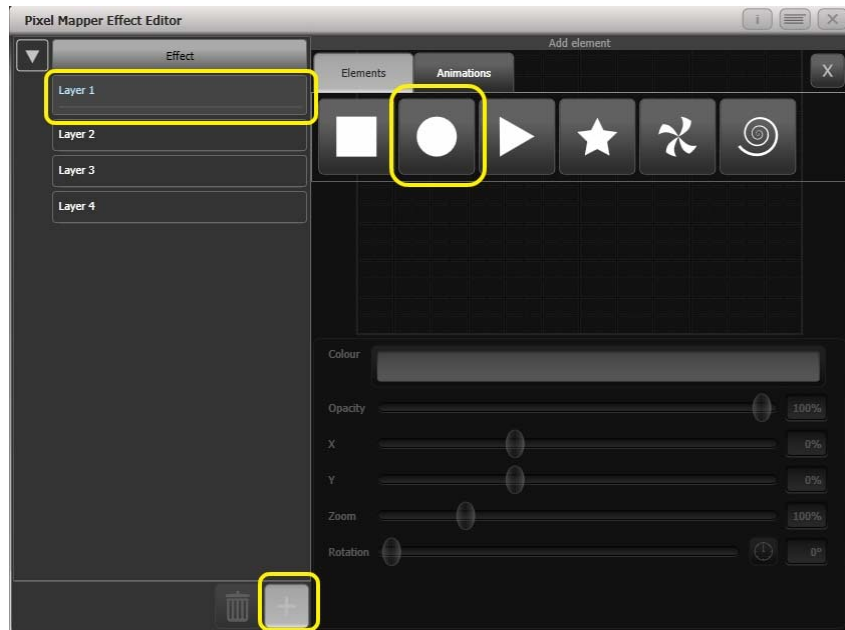 Pixel Mapper Effect Editor
i
X
Effect
Add element
Elements
Animations
X
Layer 1
Layer 2
Layer 3
Layer 4
Colour
Opacity
100%
X
0%
Y
0%
Zoom
100%
Rotation
0°
+